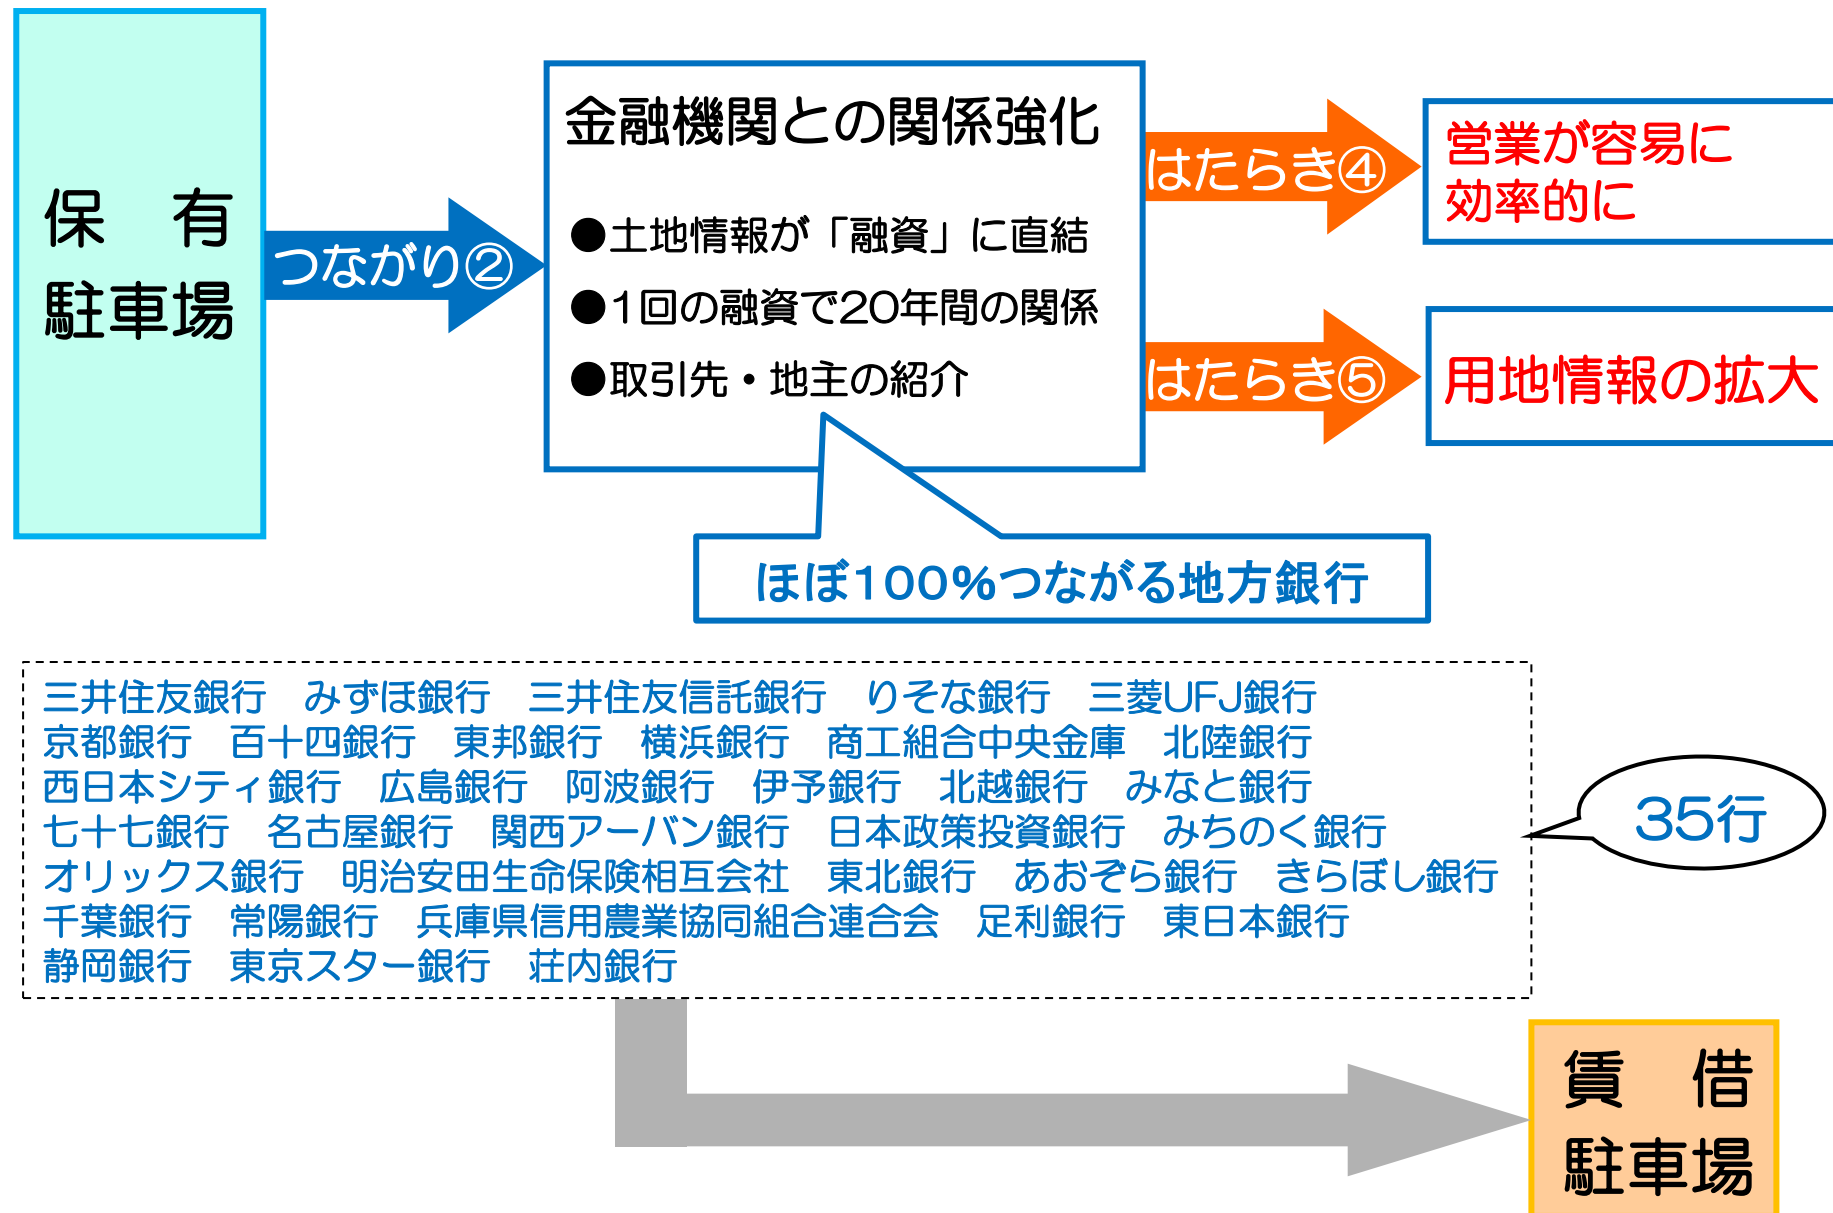 保　有
駐車場
つながり②
金融機関との関係強化
●土地情報が「融資」に直結
●1回の融資で20年間の関係
●取引先・地主の紹介
はたらき④
営業が容易に
効率的に
はたらき⑤
用地情報の拡大
ほぼ100%つながる地方銀行
三井住友銀行　みずほ銀行　三井住友信託銀行　りそな銀行　三菱UFJ銀行
京都銀行　百十四銀行　東邦銀行　横浜銀行　商工組合中央金庫　北陸銀行
西日本シティ銀行　広島銀行　阿波銀行　伊予銀行　北越銀行　みなと銀行
七十七銀行　名古屋銀行　関西アーバン銀行　日本政策投資銀行　みちのく銀行
オリックス銀行　明治安田生命保険相互会社　東北銀行　あおぞら銀行　きらぼし銀行
千葉銀行　常陽銀行　兵庫県信用農業協同組合連合会　足利銀行　東日本銀行
静岡銀行　東京スター銀行　荘内銀行
35行
賃　借
駐車場